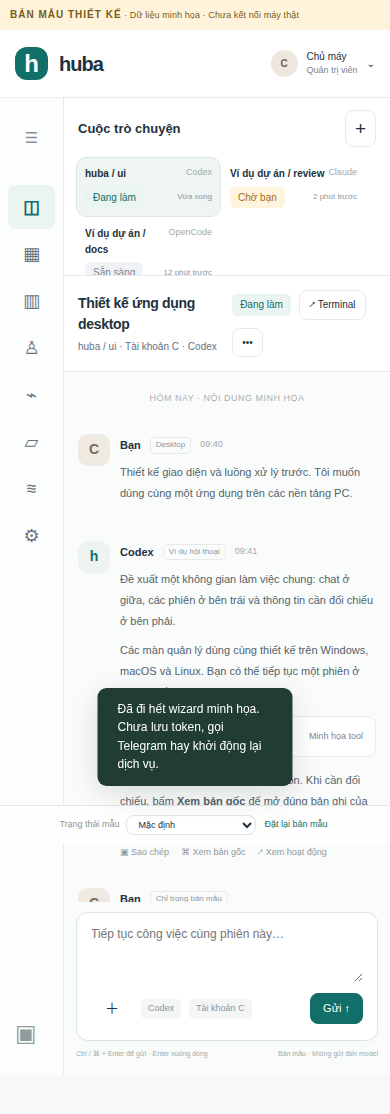 BẢN MẪU THIẾT KẾ · Dữ liệu minh họa · Chưa kết nối máy thật
h huba
C
Chủ máy
Quản trị viên
Cuộc trò chuyện
+
huba / ui Codex
Đang làm Vừa xong
Ví dụ dự án / review Claude
Chờ bạn 2 phút trước
Ví dụ dự án / docs OpenCode
Sẵn sàng 12 phút trước
Thiết kế ứng dụng desktop
huba / ui · Tài khoản C · Codex
Đang làm
↗ Terminal
•••
HÔM NAY · NỘI DUNG MINH HỌA
C
Bạn Desktop 09:40
Thiết kế giao diện và luồng xử lý trước. Tôi muốn
dùng cùng một ứng dụng trên các nền tảng PC.
h
Codex Ví dụ hội thoại 09:41
Đề xuất một không gian làm việc chung: chat ở
giữa, các phiên ở bên trái và thông tin cần đối chiếu
ở bên phải.
Các màn quản lý dùng cùng thiết kế trên Windows,
macOS và Linux. Bạn có thể tiếp tục một phiên ở
Đã đi hết wizard minh họa.
Chưa lưu token, gọi
Telegram hay khởi động lại
dịch vụ.
Minh họa tool
Khi cần đối
chiếu, bấm Xem bản gốc để mở đúng bản ghi của
Trạng thái mẫu Mặc định Đặt lại bản mẫu
Sao chép ⌘ Xem bản gốc ↗ Xem hoạt động
C
Bạn Chỉ trong bản mẫu
Tiếp tục công việc cùng phiên này…
+ Codex Tài khoản C Gửi ↑
Ctrl / ⌘ + Enter để gửi · Enter xuống dòng
Bản mẫu · không gửi đến model